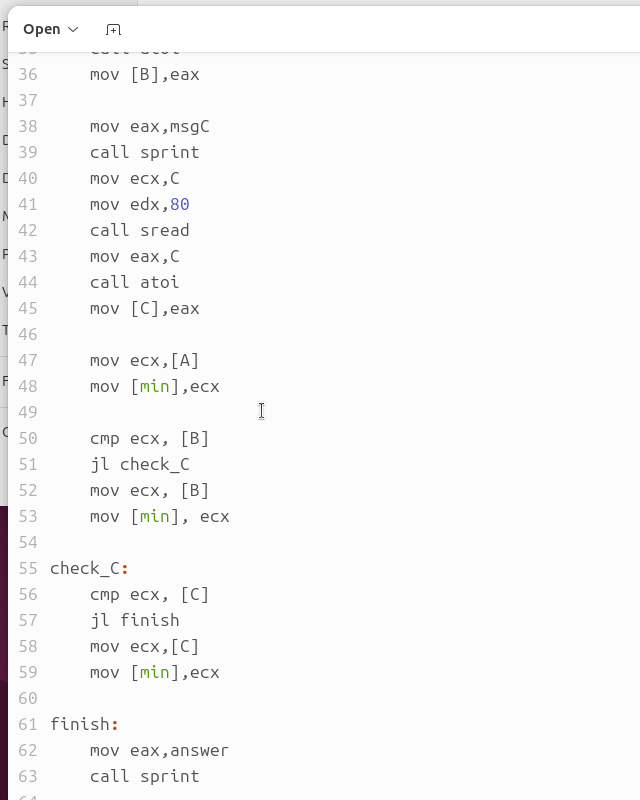 Open
35 call atoi
36 mov [B],eax
37
38 mov eax,msgC
39 call sprint
40 mov ecx,C
41 mov edx,80
42 call sread
43 mov eax,C
44 call atoi
45 mov [C],eax
46
47 mov ecx,[A]
48 mov [min],ecx
49
50 cmp ecx, [B]
51 jl check_C
52 mov ecx, [B]
53 mov [min], ecx
54
55 check_C:
56 cmp ecx, [C]
57 jl finish
58 mov ecx,[C]
59 mov [min],ecx
60
61 finish:
62 mov eax,answer
63 call sprint
64